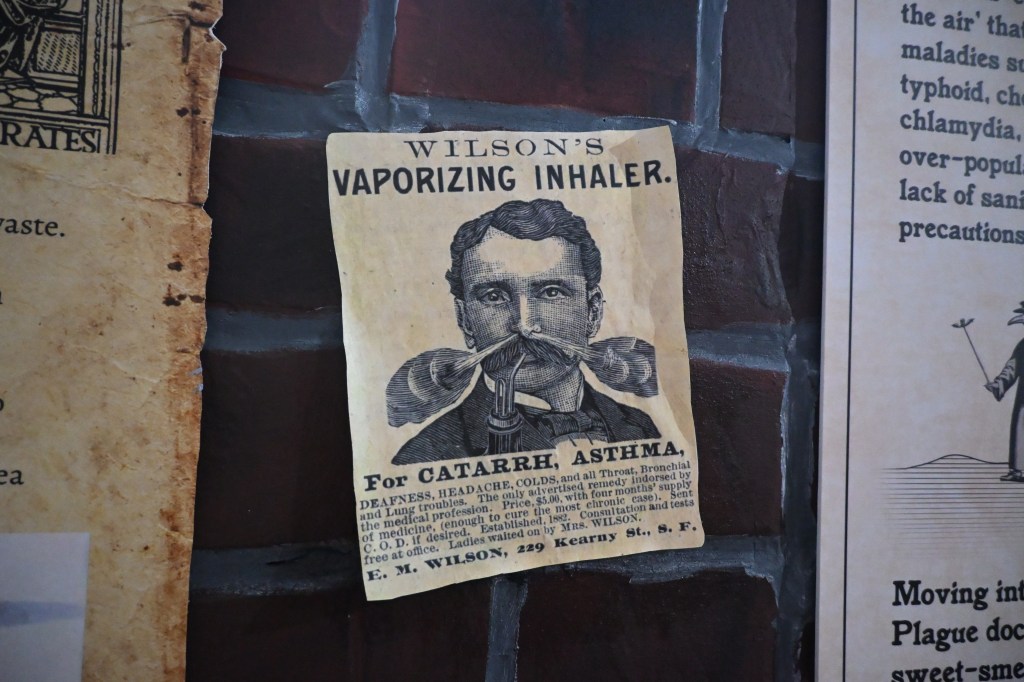 RATES
waste.
ea
WILSON'S
VAPORIZING INHALER.
For CATARRH, ASTHMA,
DEAFNESS, HEADACHE, COLDS, and all Throat, Bronchial
and Lung troubles. The only advertised remedy indorsed by
the medical profession. Price, $5.00, with four months' supply
of medicine, (enough to cure the most chronic case). Sent
C. O. D. if desired. Established, 1882. Consultation and tests
free at office. Ladies waited on by MRS. WILSON.
E. M. WILSON, 229 Kearny St., S. F.
the air' that
maladies su
typhoid, cho
chlamydia,
over-popul
lack of sani
precautions
Moving int
Plague doc
sweet-sme